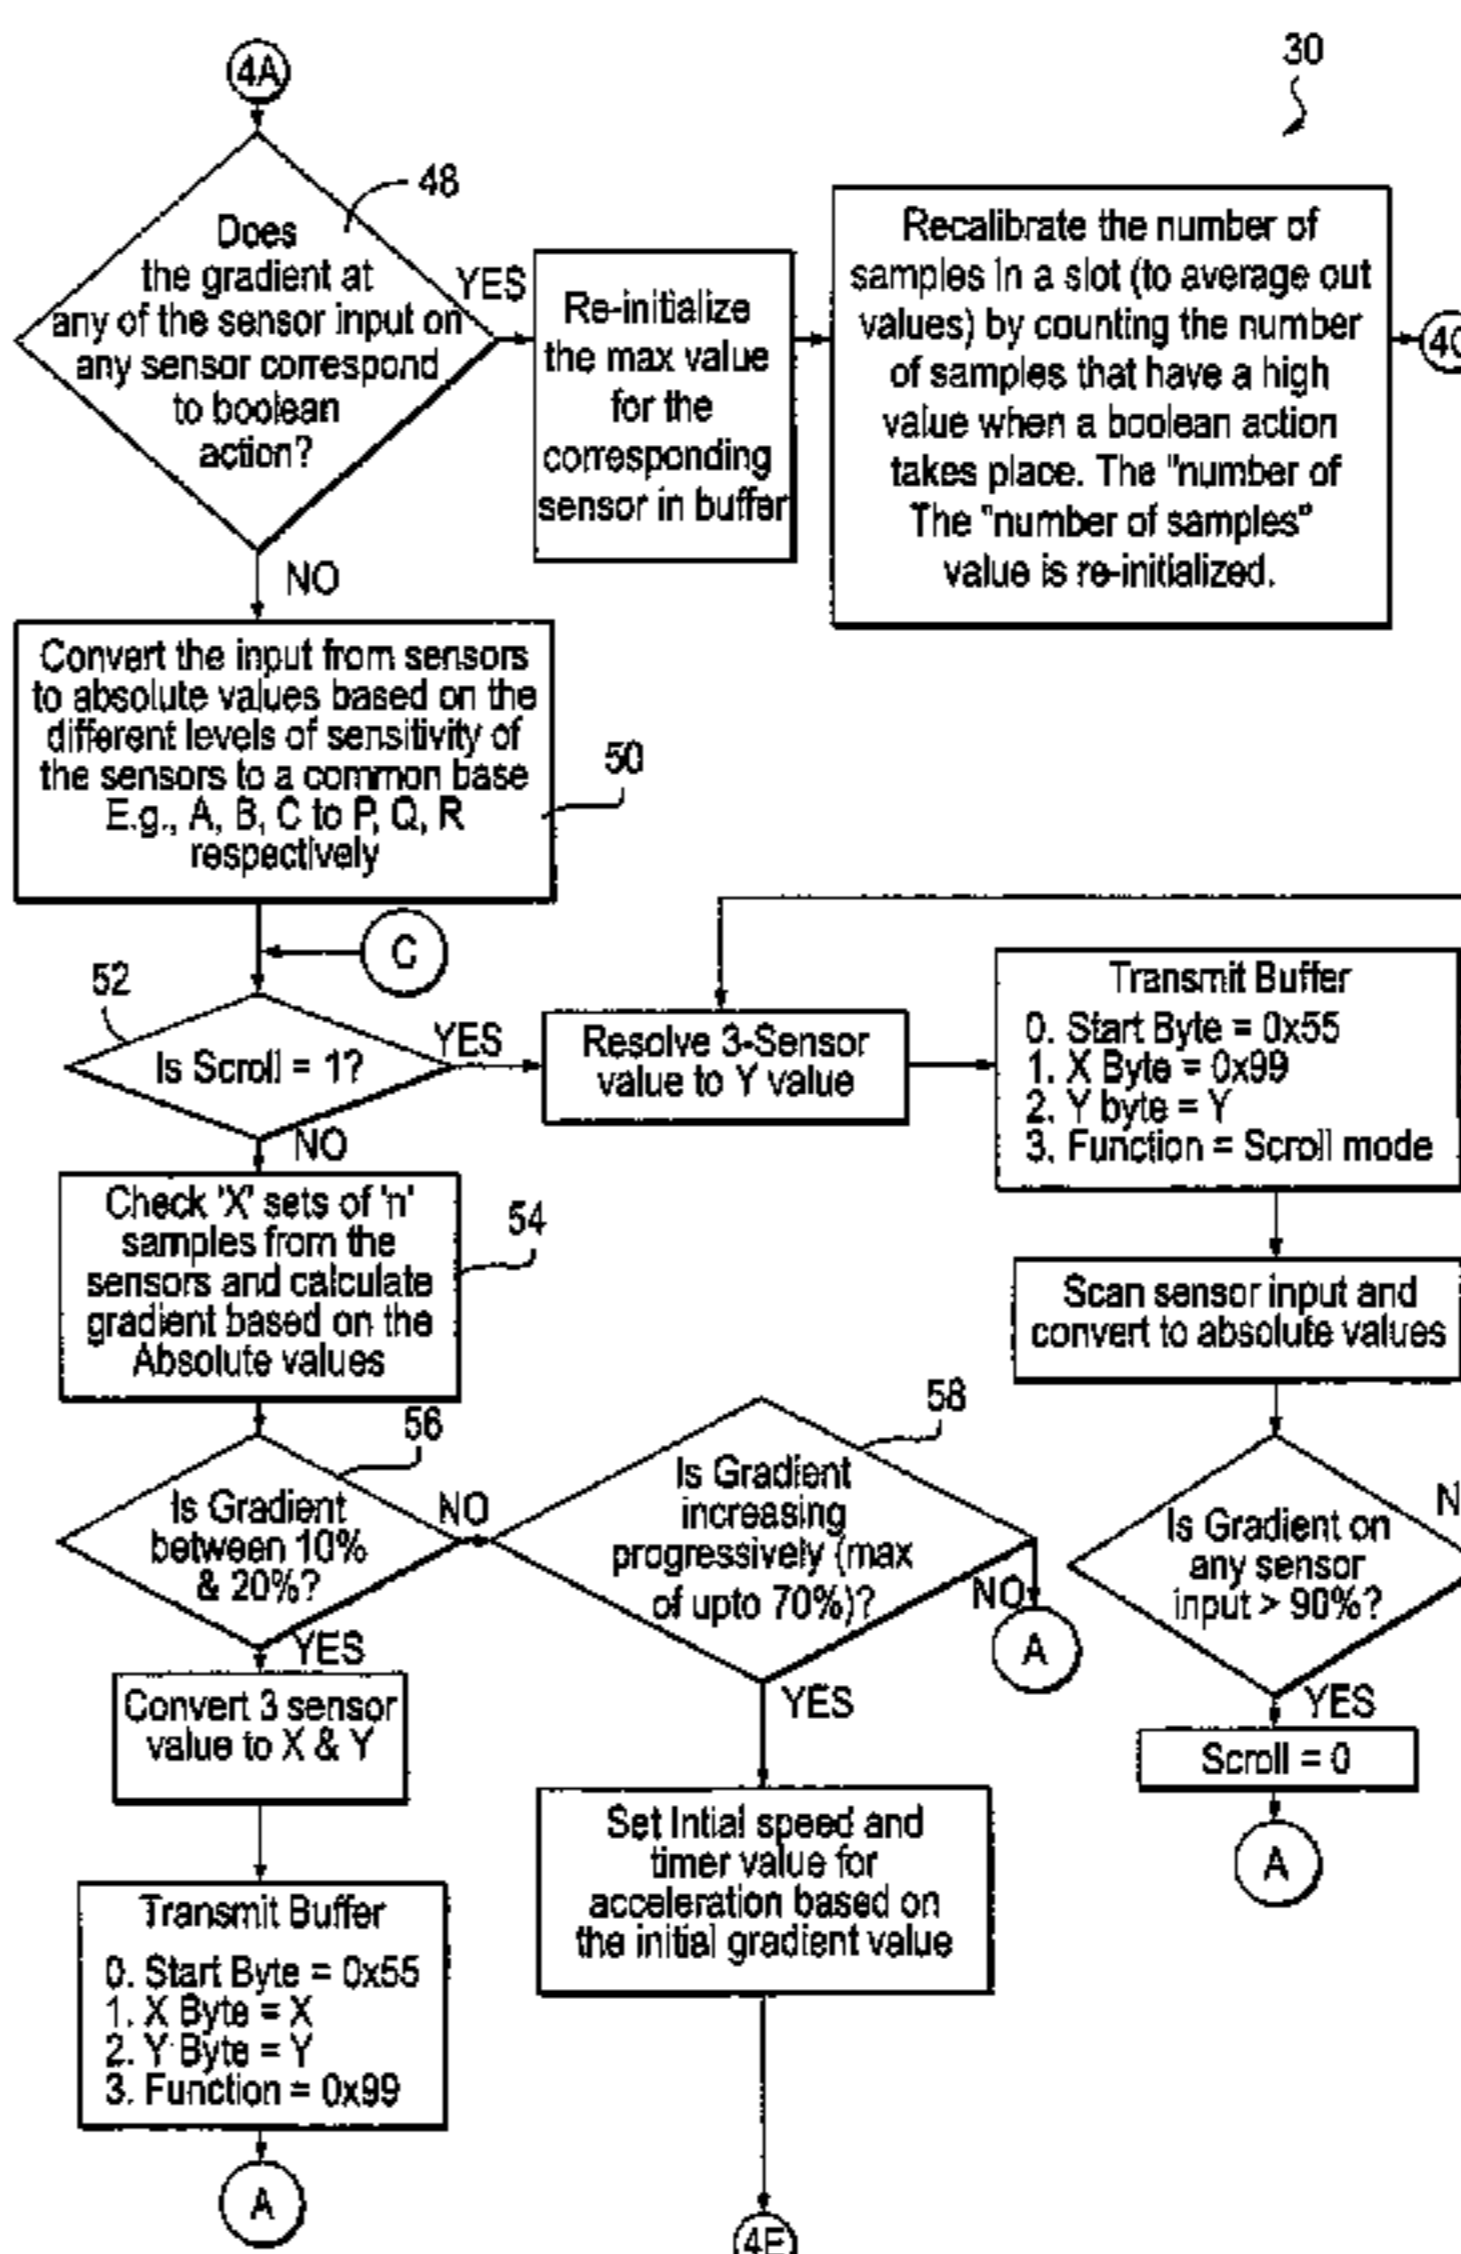 4A
30
48
Does
the gradient at
any of the sensor input on
any sensor correspond
to boolean
action?
YES
NO
Re-initialize
the max value
for the
corresponding
sensor in buffer
Recalibrate the number of
samples in a slot (to average out
values) by counting the number
of samples that have a high
value when a boolean action
takes place. The "number of
The "number of samples"
value is re-initialized.
Convert the input from sensors
to absolute values based on the
different levels of sensitivity of
the sensors to a common base
E.g., A, B, C to P, Q, R
respectively
50
C
52
Is Scroll = 1?
YES
NO
Resolve 3-Sensor
value to Y value
Transmit Buffer
0. Start Byte = 0x55
1. X Byte = 0x99
2. Y byte = Y
3. Function = Scroll mode
Check 'X' sets of 'n'
samples from the
sensors and calculate
gradient based on the
Absolute values
54
Scan sensor input and
convert to absolute values
56
Is Gradient
between 10%
& 20%?
NO
YES
58
Is Gradient
increasing
progressively (max
of upto 70%)?
NO
A
YES
Is Gradient on
any sensor
input > 90%?
YES
Scroll = 0
A
Convert 3 sensor
value to X & Y
Set Intial speed and
timer value for
acceleration based on
the initial gradient value
Transmit Buffer
0. Start Byte = 0x55
1. X Byte = X
2. Y Byte = Y
3. Function = 0x99
A
4E